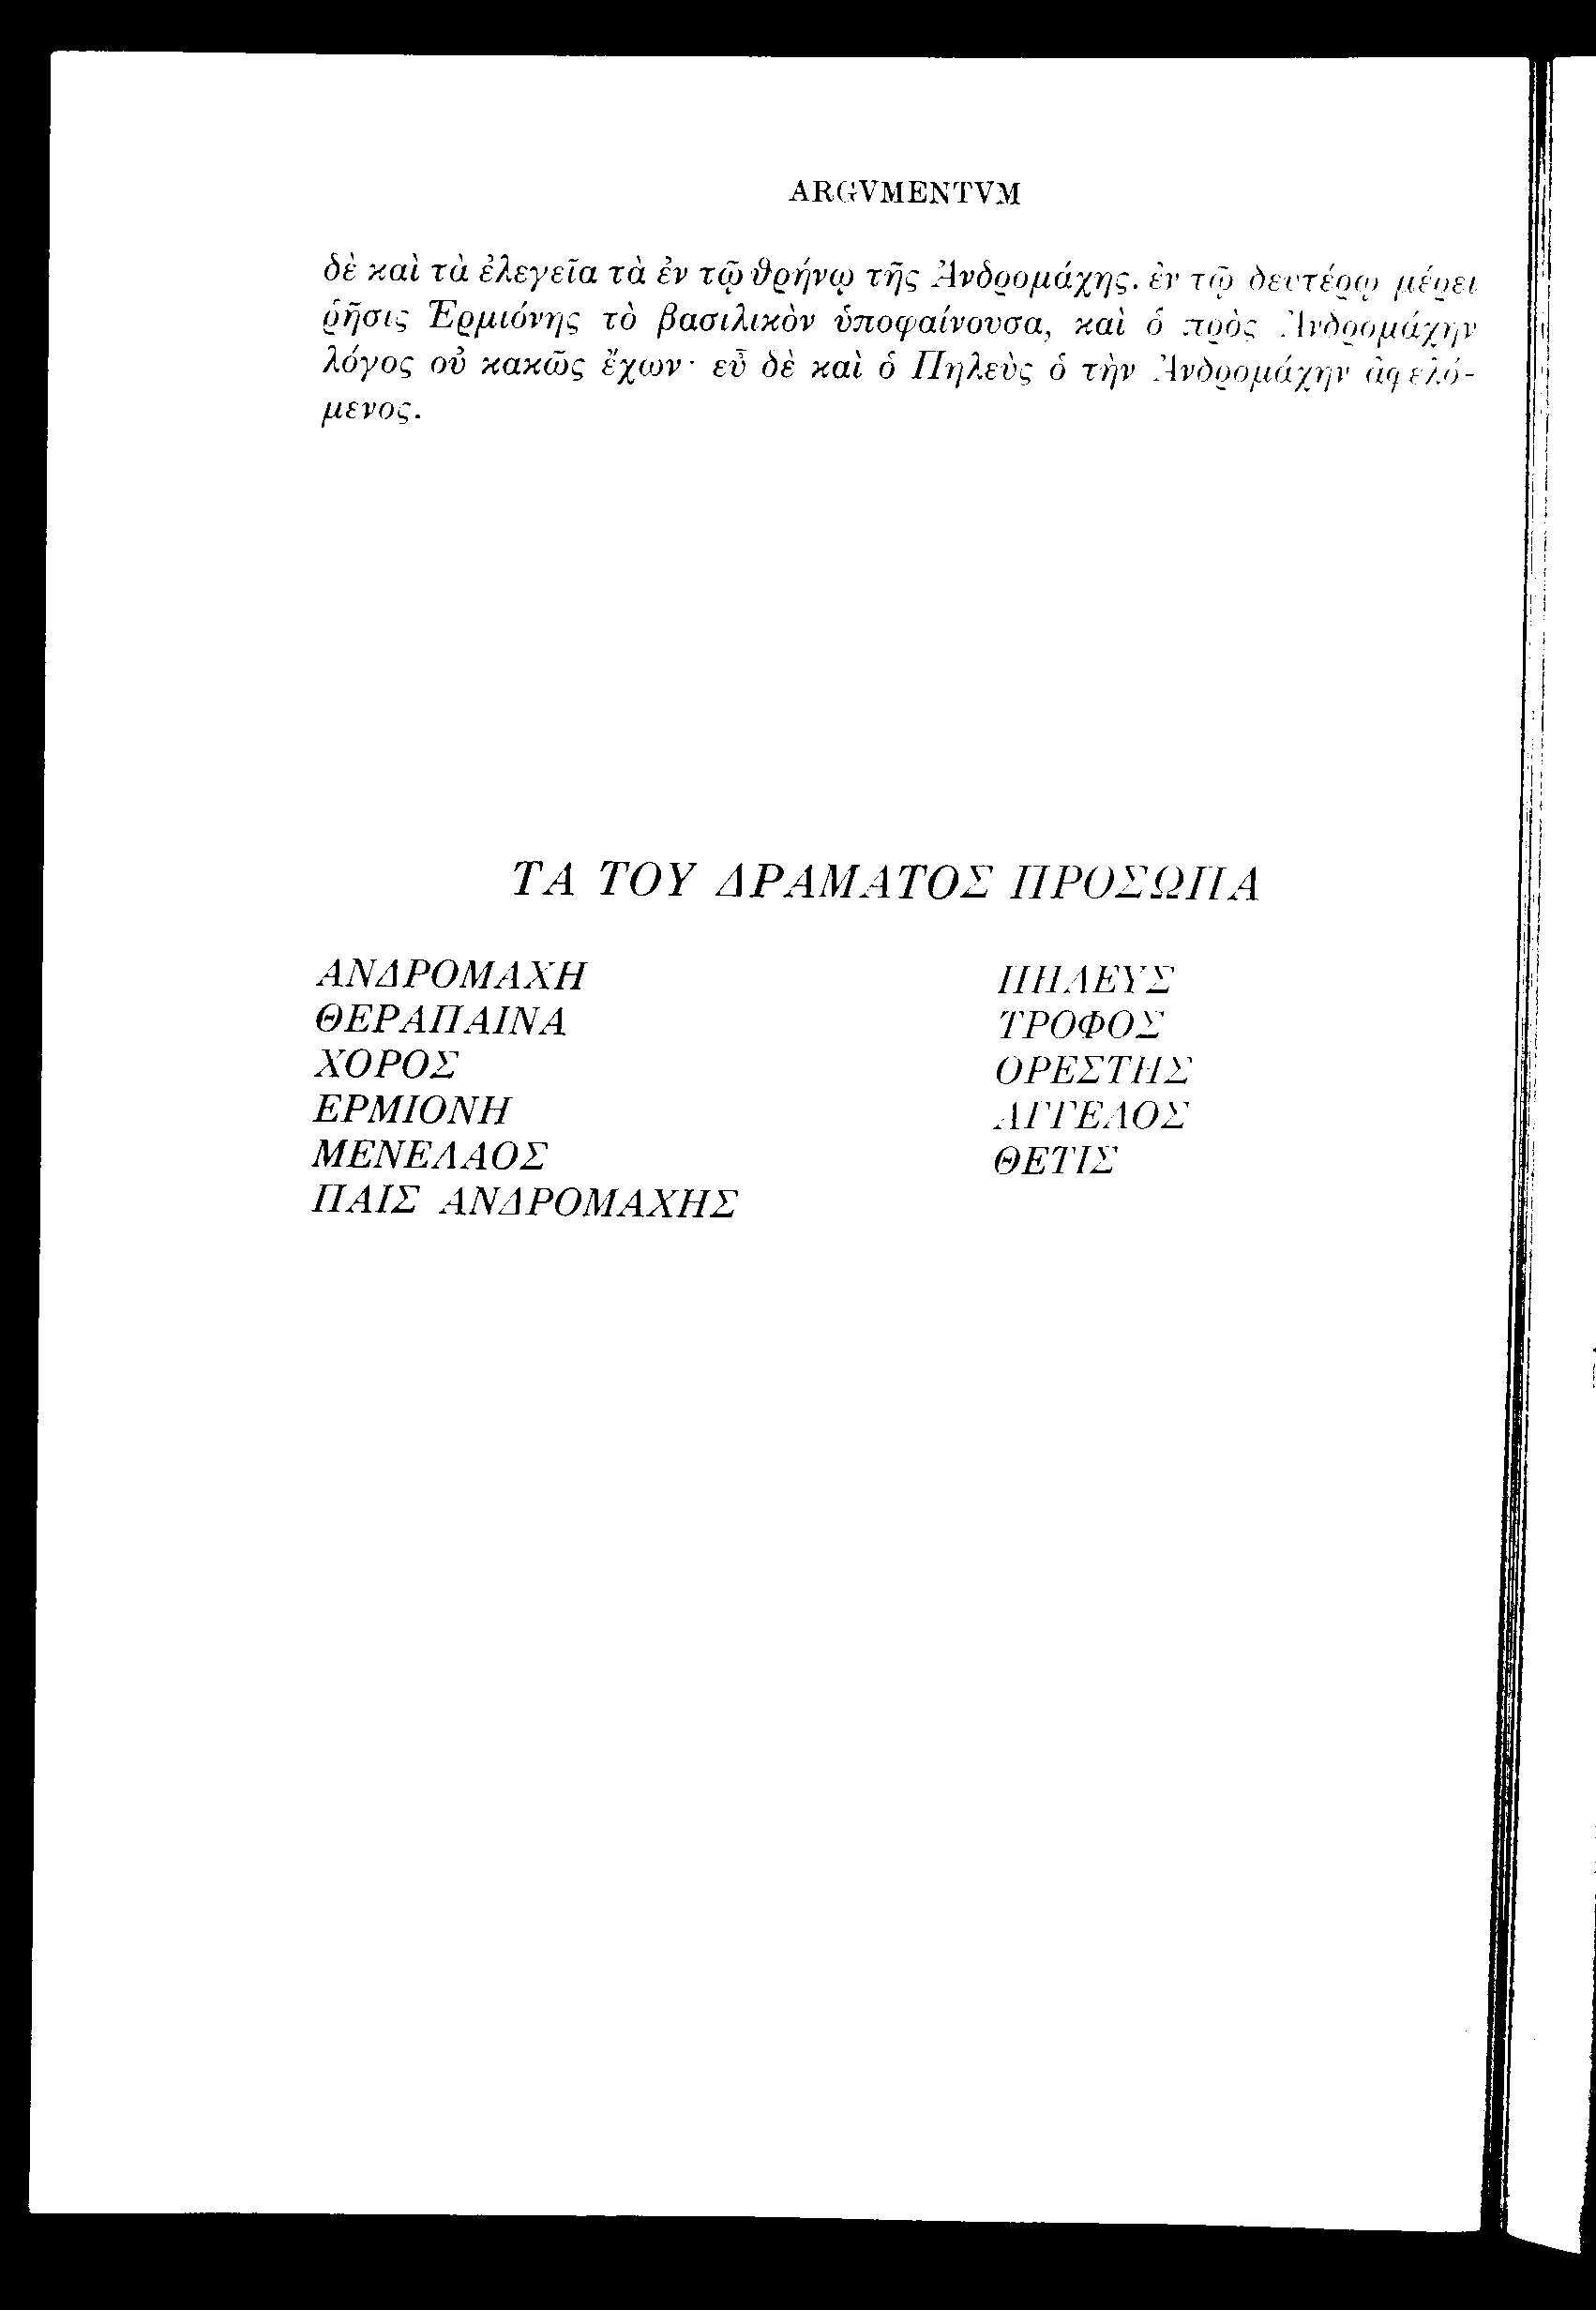 ARGVMENTVM
δὲ καὶ τὰ ἐλεγεῖα τὰ ἐν τῷ θρήνῳ τῆς Ἀνδρομάχης. ἐν τῷ δευτέρῳ μέρει
ῥῆσις Ἑρμιόνης τὸ βασιλικὸν ὑποφαίνουσα, καὶ ὁ πρὸς Ἀνδρομάχην
λόγος οὐ κακῶς ἔχων· εὖ δὲ καὶ ὁ Πηλεὺς ὁ τὴν Ἀνδρομάχην ἀφελό-
μενος.
ΤΑ ΤΟΥ ΔΡΑΜΑΤΟΣ ΠΡΟΣΩΠΑ
ΑΝΔΡΟΜΑΧΗ
ΘΕΡΑΠΑΙΝΑ
ΧΟΡΟΣ
ΕΡΜΙΟΝΗ
ΜΕΝΕΛΑΟΣ
ΠΑΙΣ ΑΝΔΡΟΜΑΧΗΣ
ΠΗΛΕΥΣ
ΤΡΟΦΟΣ
ΟΡΕΣΤΗΣ
ΑΓΓΕΛΟΣ
ΘΕΤΙΣ